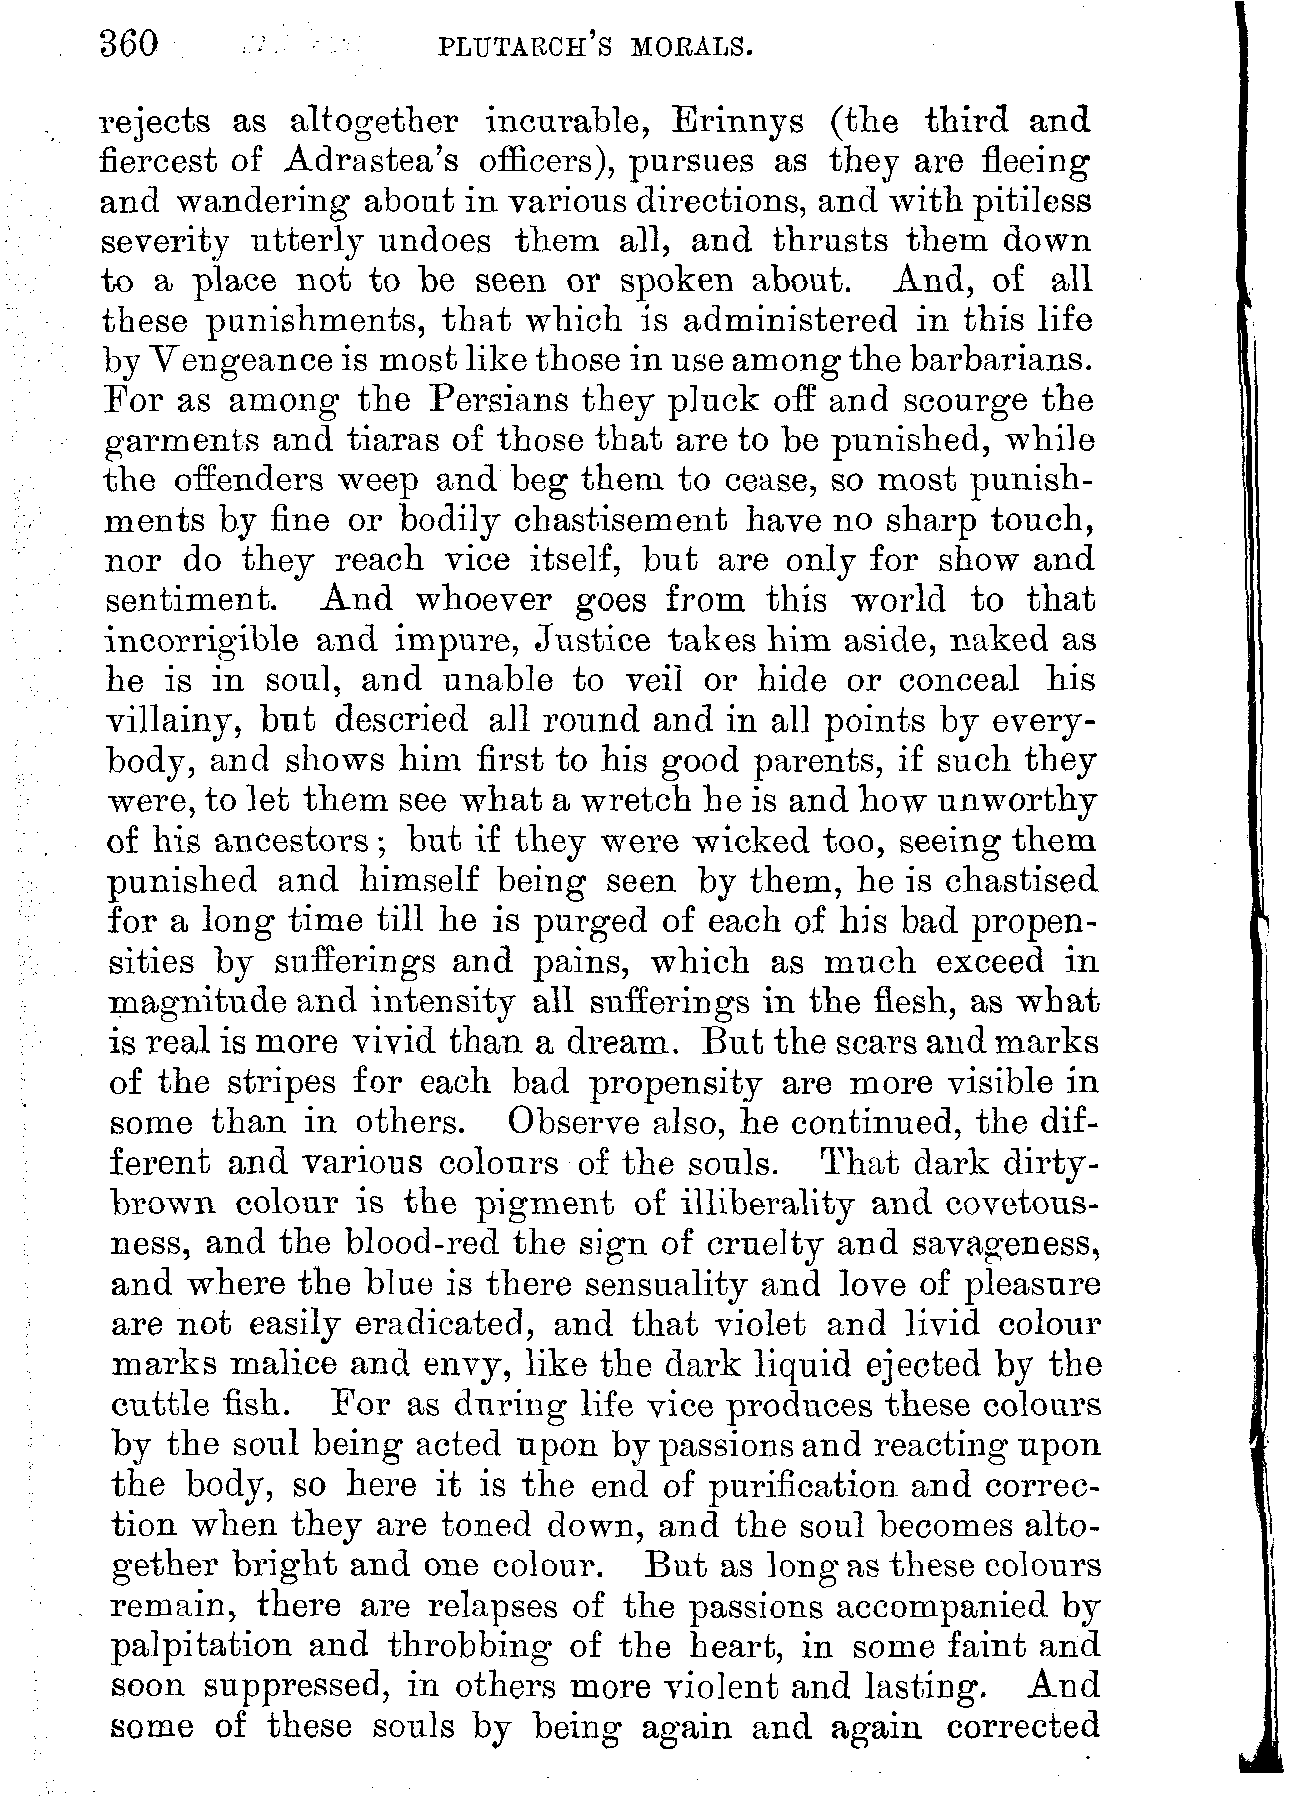 360 PLUTARCH'S MORALS.
rejects as altogether incurable, Erinnys (the third and
fiercest of Adrastea's officers), pursues as they are fleeing
and wandering about in various directions, and with pitiless
severity utterly undoes them all, and thrusts them down
to a place not to be seen or spoken about. And, of all
these punishments, that which is administered in this life
by Vengeance is most like those in use among the barbarians.
For as among the Persians they pluck off and scourge the
garments and tiaras of those that are to be punished, while
the offenders weep and beg them to cease, so most punish-
ments by fine or bodily chastisement have no sharp touch,
nor do they reach vice itself, but are only for show and
sentiment. And whoever goes from this world to that
incorrigible and impure, Justice takes him aside, naked as
he is in soul, and unable to veil or hide or conceal his
villainy, but descried all round and in all points by every-
body, and shows him first to his good parents, if such they
were, to let them see what a wretch he is and how unworthy
of his ancestors; but if they were wicked too, seeing them
punished and himself being seen by them, he is chastised
for a long time till he is purged of each of his bad propen-
sities by sufferings and pains, which as much exceed in
magnitude and intensity all sufferings in the flesh, as what
is real is more vivid than a dream. But the scars and marks
of the stripes for each bad propensity are more visible in
some than in others. Observe also, he continued, the dif-
ferent and various colours of the souls. That dark dirty-
brown colour is the pigment of illiberality and covetous-
ness, and the blood-red the sign of cruelty and savageness,
and where the blue is there sensuality and love of pleasure
are not easily eradicated, and that violet and livid colour
marks malice and envy, like the dark liquid ejected by the
cuttle fish. For as during life vice produces these colours
by the soul being acted upon by passions and reacting upon
the body, so here it is the end of purification and correc-
tion when they are toned down, and the soul becomes alto-
gether bright and one colour. But as long as these colours
remain, there are relapses of the passions accompanied by
palpitation and throbbing of the heart, in some faint and
soon suppressed, in others more violent and lasting. And
some of these souls by being again and again corrected